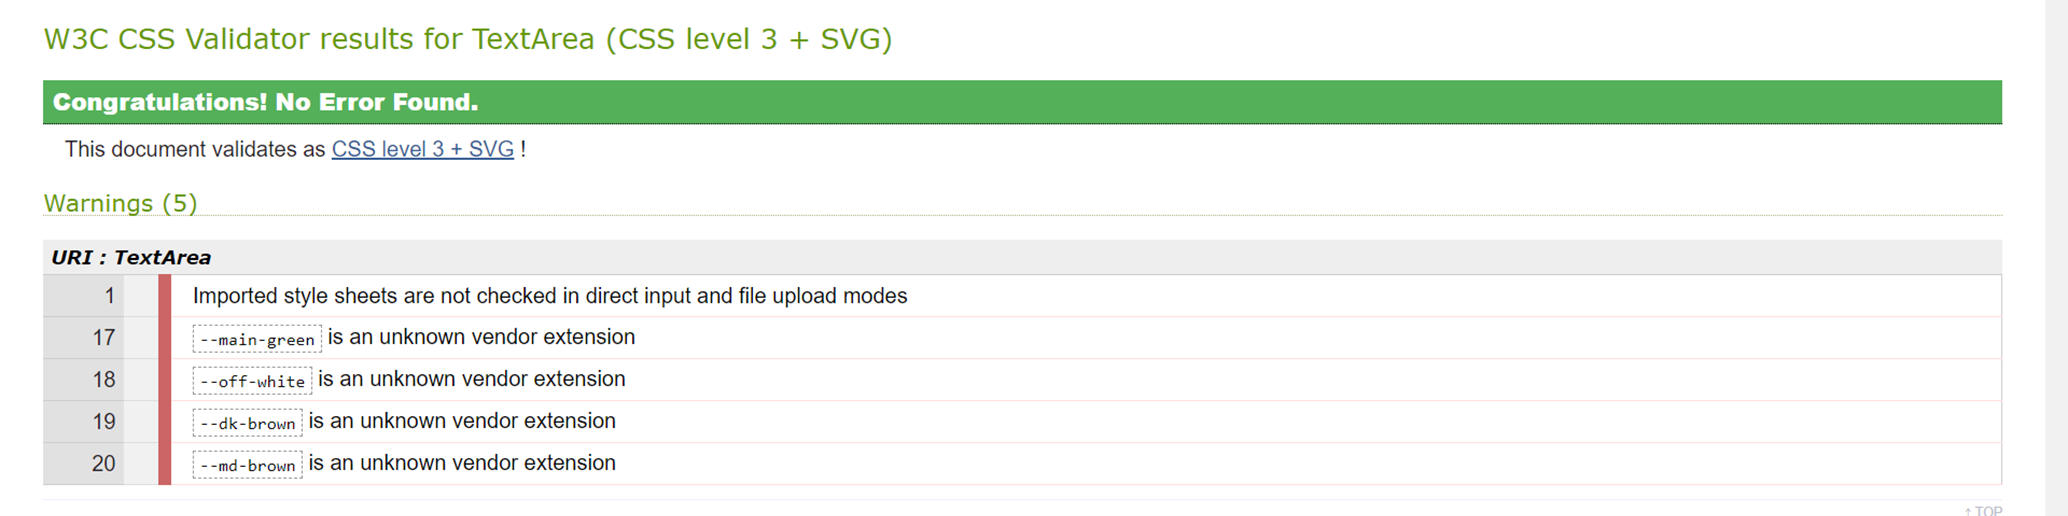 W3C CSS Validator results for TextArea (CSS level 3 + SVG)
Congratulations! No Error Found.
This document validates as CSS level 3 + SVG !
Warnings (5)
URI : TextArea
1 Imported style sheets are not checked in direct input and file upload modes
17 --main-green is an unknown vendor extension
18 --off-white is an unknown vendor extension
19 --dk-brown is an unknown vendor extension
20 --md-brown is an unknown vendor extension
↑ TOP